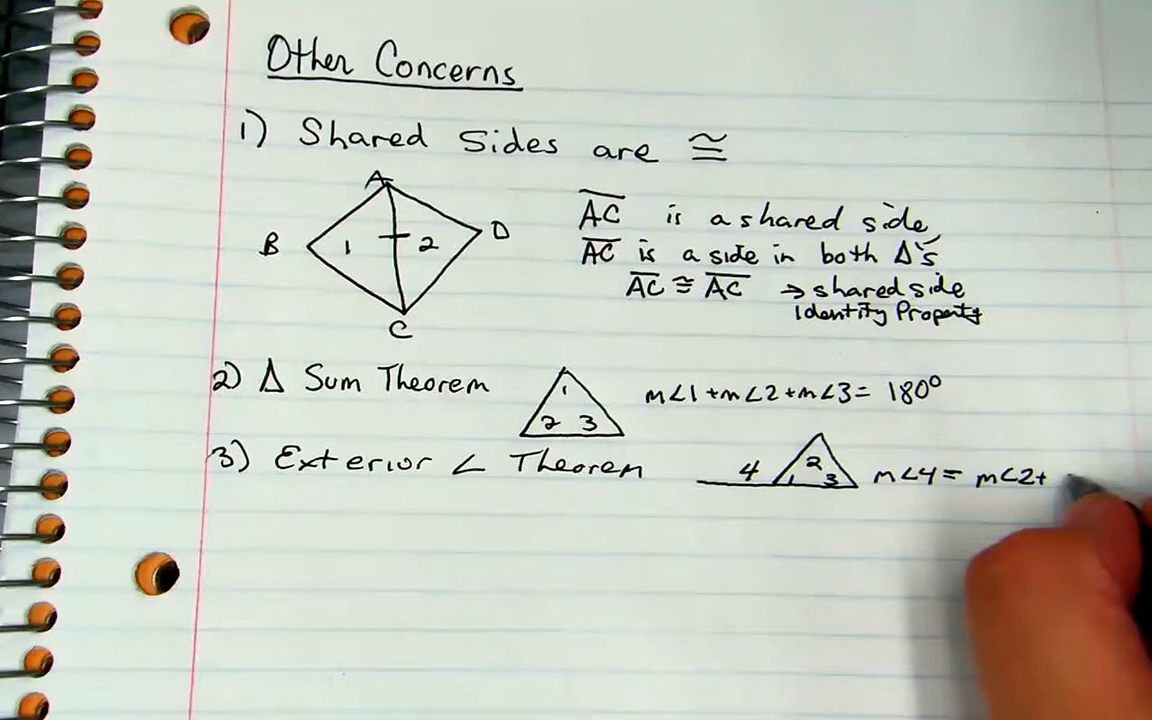 Other Concerns
1) Shared Sides are ≅
A
B 1 2 D
C
AC is a shared side,
AC is a side in both Δ's
AC ≅ AC → shared side
Identity Property
2) Δ Sum Theorem 1 2 3 m∠1+m∠2+m∠3= 180°
3) Exterior ∠ Theorem 4 1 2 3 m∠4= m∠2+